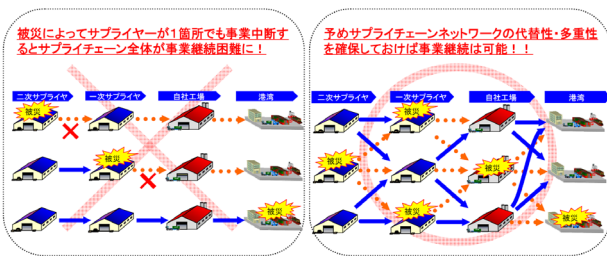 被災によってサプライヤーが１箇所でも事業中断す
るとサプライチェーン全体が事業継続困難に！
二次サプライヤ
一次サプライヤ
自社工場
港湾
被災
被災
被災
予めサプライチェーンネットワークの代替性・多重性
を確保しておけば事業継続は可能！！
二次サプライヤ
一次サプライヤ
自社工場
港湾
被災
被災
被災
被災
被災